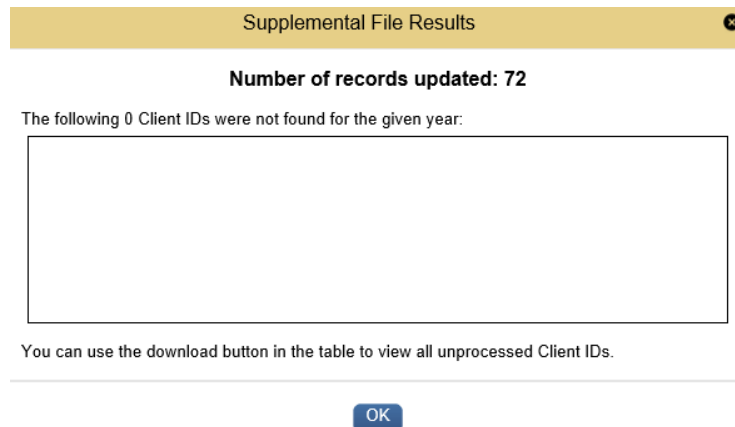 Supplemental File Results
Number of records updated: 72
The following 0 Client IDs were not found for the given year:
You can use the download button in the table to view all unprocessed Client IDs.
OK